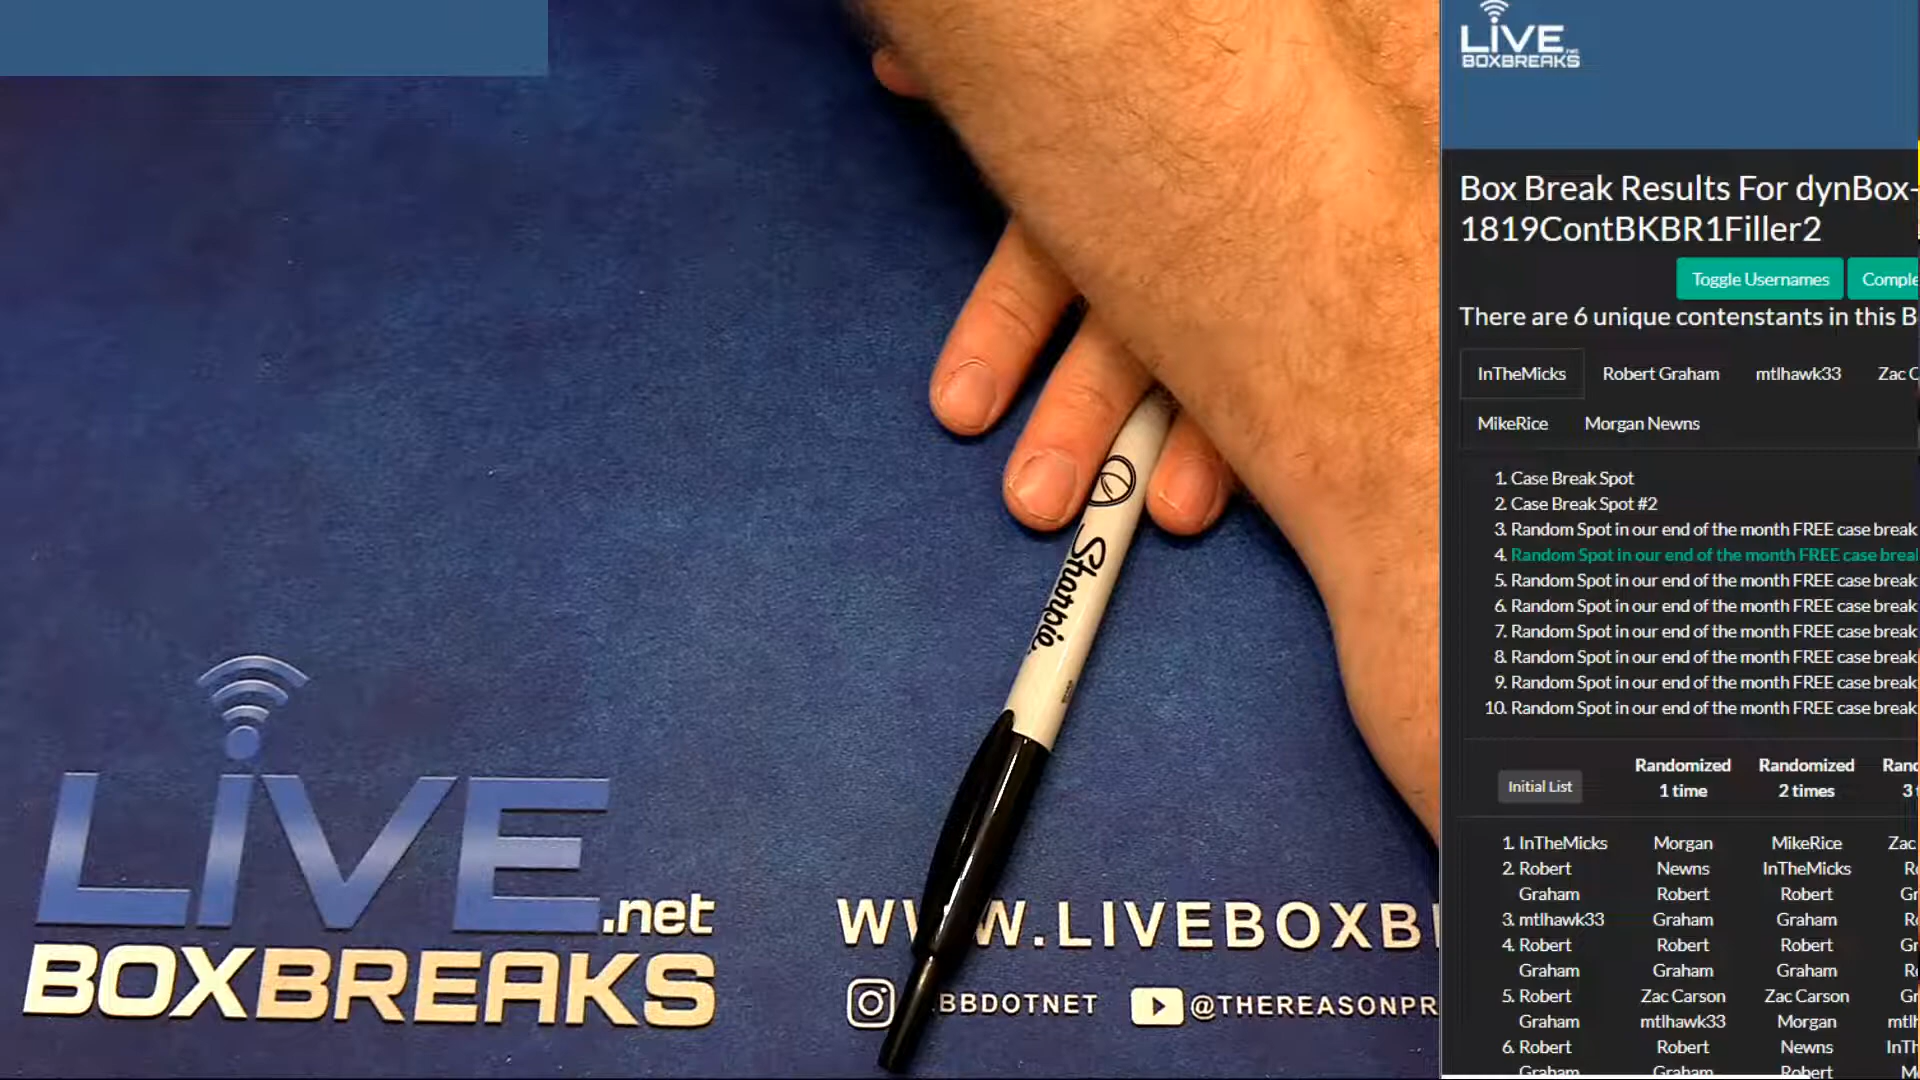 LIVE
.net
BOXBREAKS
Sharpie
BBDOTNET
LIVE
.net
BOXBREAKS
Box Break Results For dynBox-
1819ContBKBR1Filler2
Toggle Usernames
There are 6 unique contenstants in this B
InTheMicks Robert Graham mtlhawk33 Zac C
MikeRice Morgan Newns
1. Case Break Spot
2. Case Break Spot #2
3. Random Spot in our end of the month FREE case break
4. Random Spot in our end of the month FREE case break
5. Random Spot in our end of the month FREE case break
6. Random Spot in our end of the month FREE case break
7. Random Spot in our end of the month FREE case break
8. Random Spot in our end of the month FREE case break
9. Random Spot in our end of the month FREE case break
10. Random Spot in our end of the month FREE case break
Initial List
Randomized
1 time
Randomized
2 times
1. InTheMicks
2. Robert
Graham
3. mtlhawk33
4. Robert
Graham
5. Robert
Graham
6. Robert
Graham
Morgan
Newns
Robert
Graham
Robert
Graham
Zac Carson
mtlhawk33
Robert
Graham
MikeRice
InTheMicks
Robert
Graham
Robert
Graham
Zac Carson
Morgan
Newns
Robert